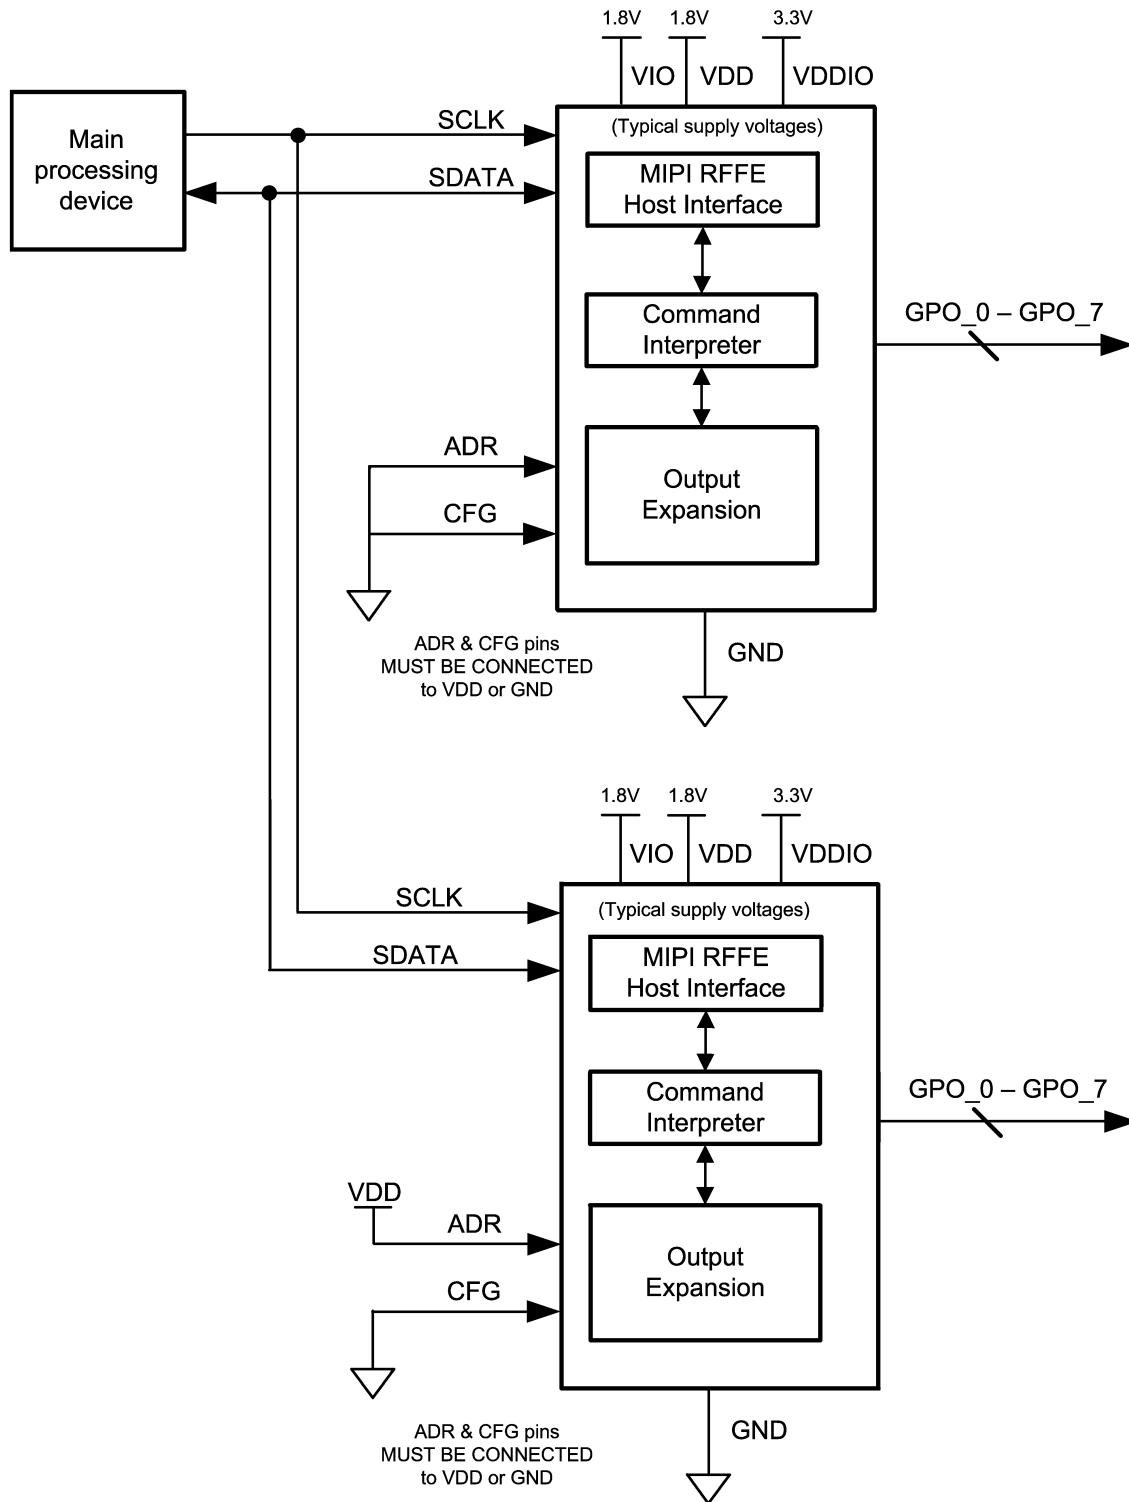 1.8V 1.8V 3.3V
VIO VDD VDDIO
Main
processing
device
SCLK
SDATA
(Typical supply voltages)
MIPI RFFE
Host Interface
Command
Interpreter
GPO_0 – GPO_7
ADR
CFG
Output
Expansion
ADR & CFG pins
MUST BE CONNECTED
to VDD or GND
GND
1.8V 1.8V 3.3V
VIO VDD VDDIO
SCLK
SDATA
(Typical supply voltages)
MIPI RFFE
Host Interface
Command
Interpreter
GPO_0 – GPO_7
VDD
ADR
CFG
Output
Expansion
ADR & CFG pins
MUST BE CONNECTED
to VDD or GND
GND